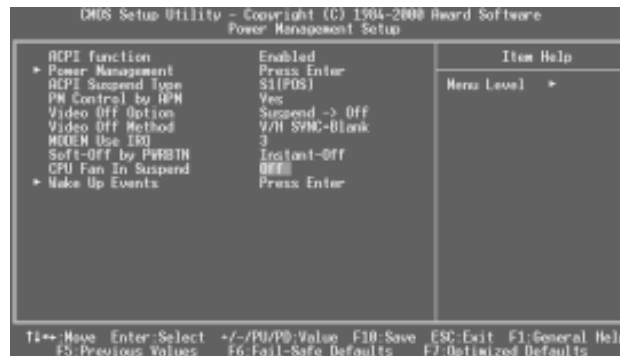 CMOS Setup Utility - Copyright (C) 1984-2000 Award Software
Power Management Setup
ACPI function Enabled
► Power Management Press Enter
ACPI Suspend Type S1(POS)
PM Control by APM Yes
Video Off Option Suspend -> Off
Video Off Method V/H SYNC-Blank
MODEM Use IRQ 3
Soft-Off by PWRBTN Instant-Off
CPU Fan In Suspend Off
► Wake Up Events Press Enter
Item Help
Menu Level ►
↑↓←→:Move Enter:Select +/-/PU/PD:Value F10:Save ESC:Exit F1:General Hel
F5:Previous Values F6:Fail-Safe Defaults F7:Optimized Defaults